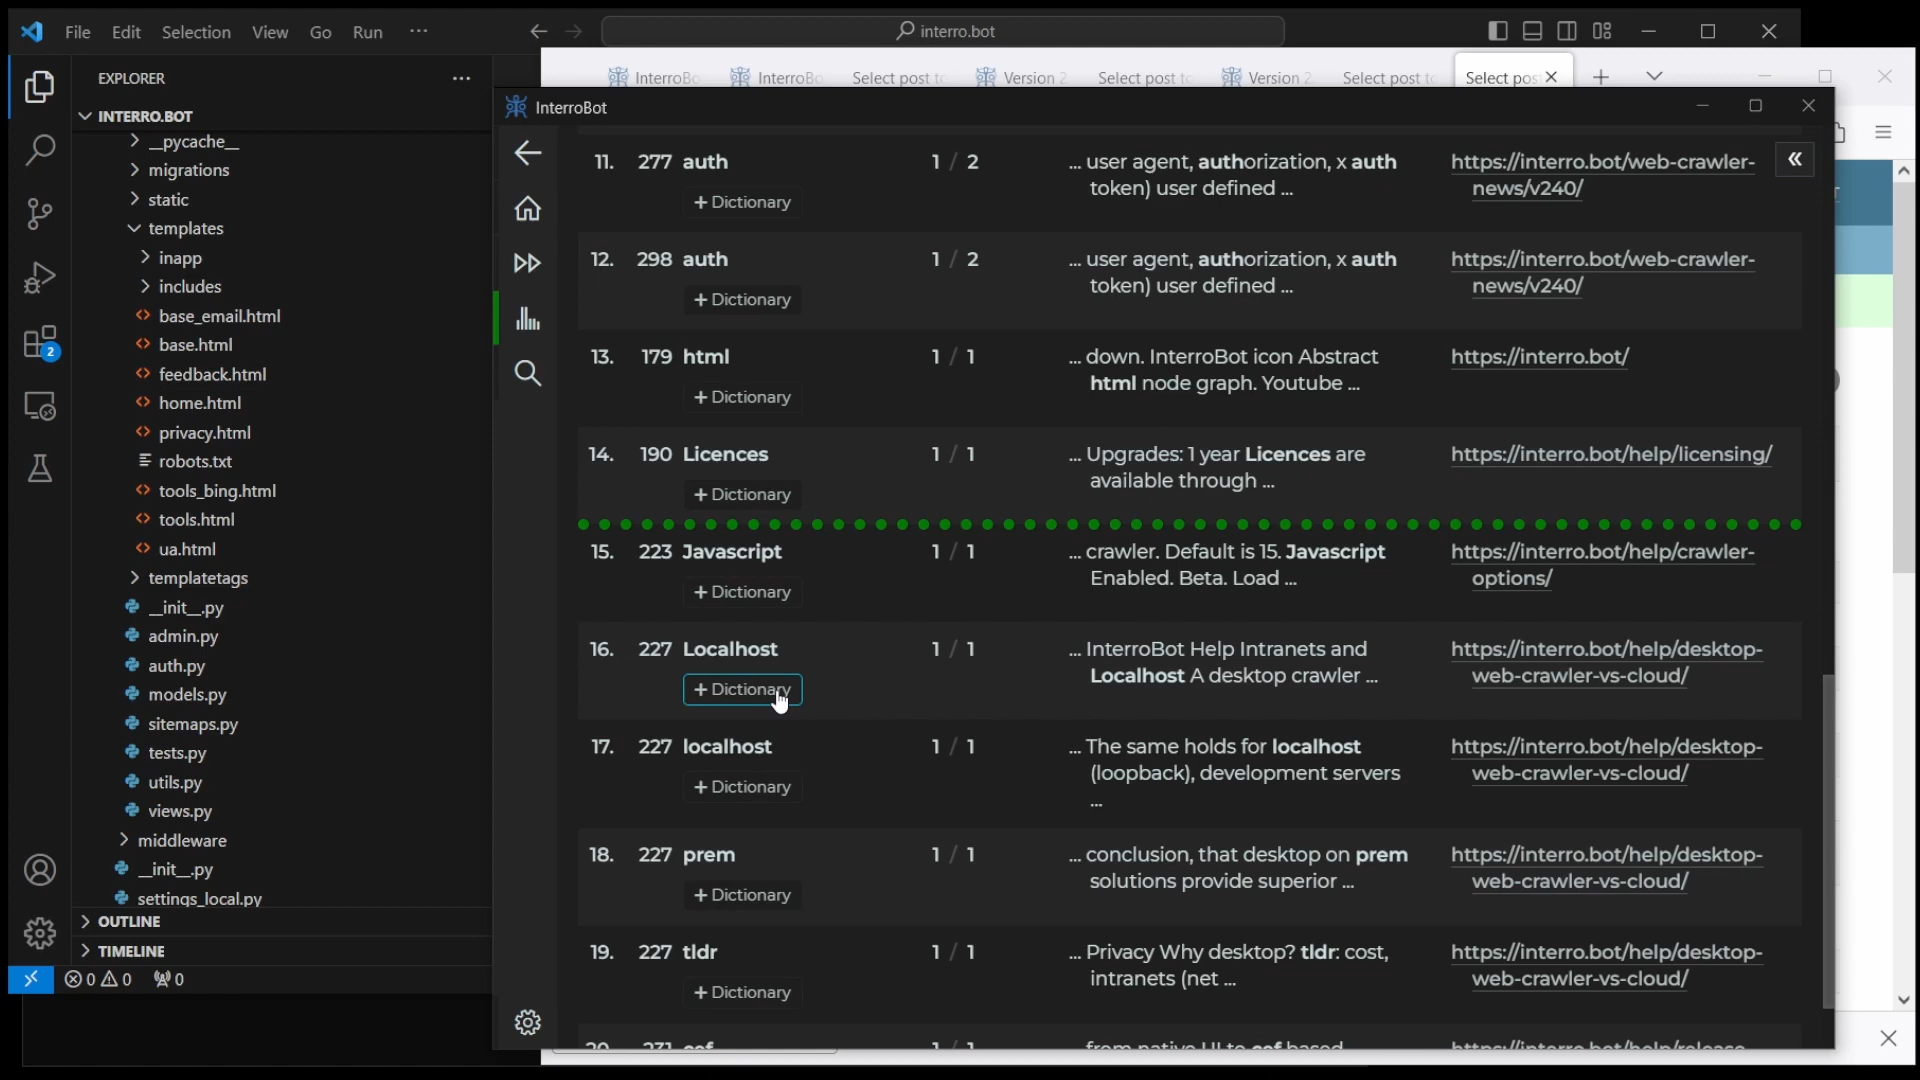 File Edit Selection View Go Run ···
interro.bot
EXPLORER
INTERRO.BOT
__pycache__
migrations
static
templates
inapp
includes
base_email.html
base.html
feedback.html
home.html
privacy.html
robots.txt
tools_bing.html
tools.html
ua.html
templatetags
__init__.py
admin.py
auth.py
models.py
sitemaps.py
tests.py
utils.py
views.py
middleware
__init__.py
settings_local.py
OUTLINE
TIMELINE
0 0 0
2
InterroBo InterroBo Select post to Version 2 Select post to Version 2 Select post to Select pos
InterroBot
11. 277 auth 1 / 2 ... user agent, authorization, x auth https://interro.bot/web-crawler-
token) user defined ... news/v240/
+ Dictionary
12. 298 auth 1 / 2 ... user agent, authorization, x auth https://interro.bot/web-crawler-
token) user defined ... news/v240/
+ Dictionary
13. 179 html 1 / 1 ... down. InterroBot icon Abstract https://interro.bot/
html node graph. Youtube ...
+ Dictionary
14. 190 Licences 1 / 1 ... Upgrades: 1 year Licences are https://interro.bot/help/licensing/
available through ...
+ Dictionary
15. 223 Javascript 1 / 1 ... crawler. Default is 15. Javascript https://interro.bot/help/crawler-
Enabled. Beta. Load ... options/
+ Dictionary
16. 227 Localhost 1 / 1 ... InterroBot Help Intranets and https://interro.bot/help/desktop-
Localhost A desktop crawler ... web-crawler-vs-cloud/
+ Dictionary
17. 227 localhost 1 / 1 ... The same holds for localhost https://interro.bot/help/desktop-
(loopback), development servers web-crawler-vs-cloud/
+ Dictionary
...
18. 227 prem 1 / 1 ... conclusion, that desktop on prem https://interro.bot/help/desktop-
solutions provide superior ... web-crawler-vs-cloud/
+ Dictionary
19. 227 tldr 1 / 1 ... Privacy Why desktop? tldr: cost, https://interro.bot/help/desktop-
intranets (net ... web-crawler-vs-cloud/
+ Dictionary